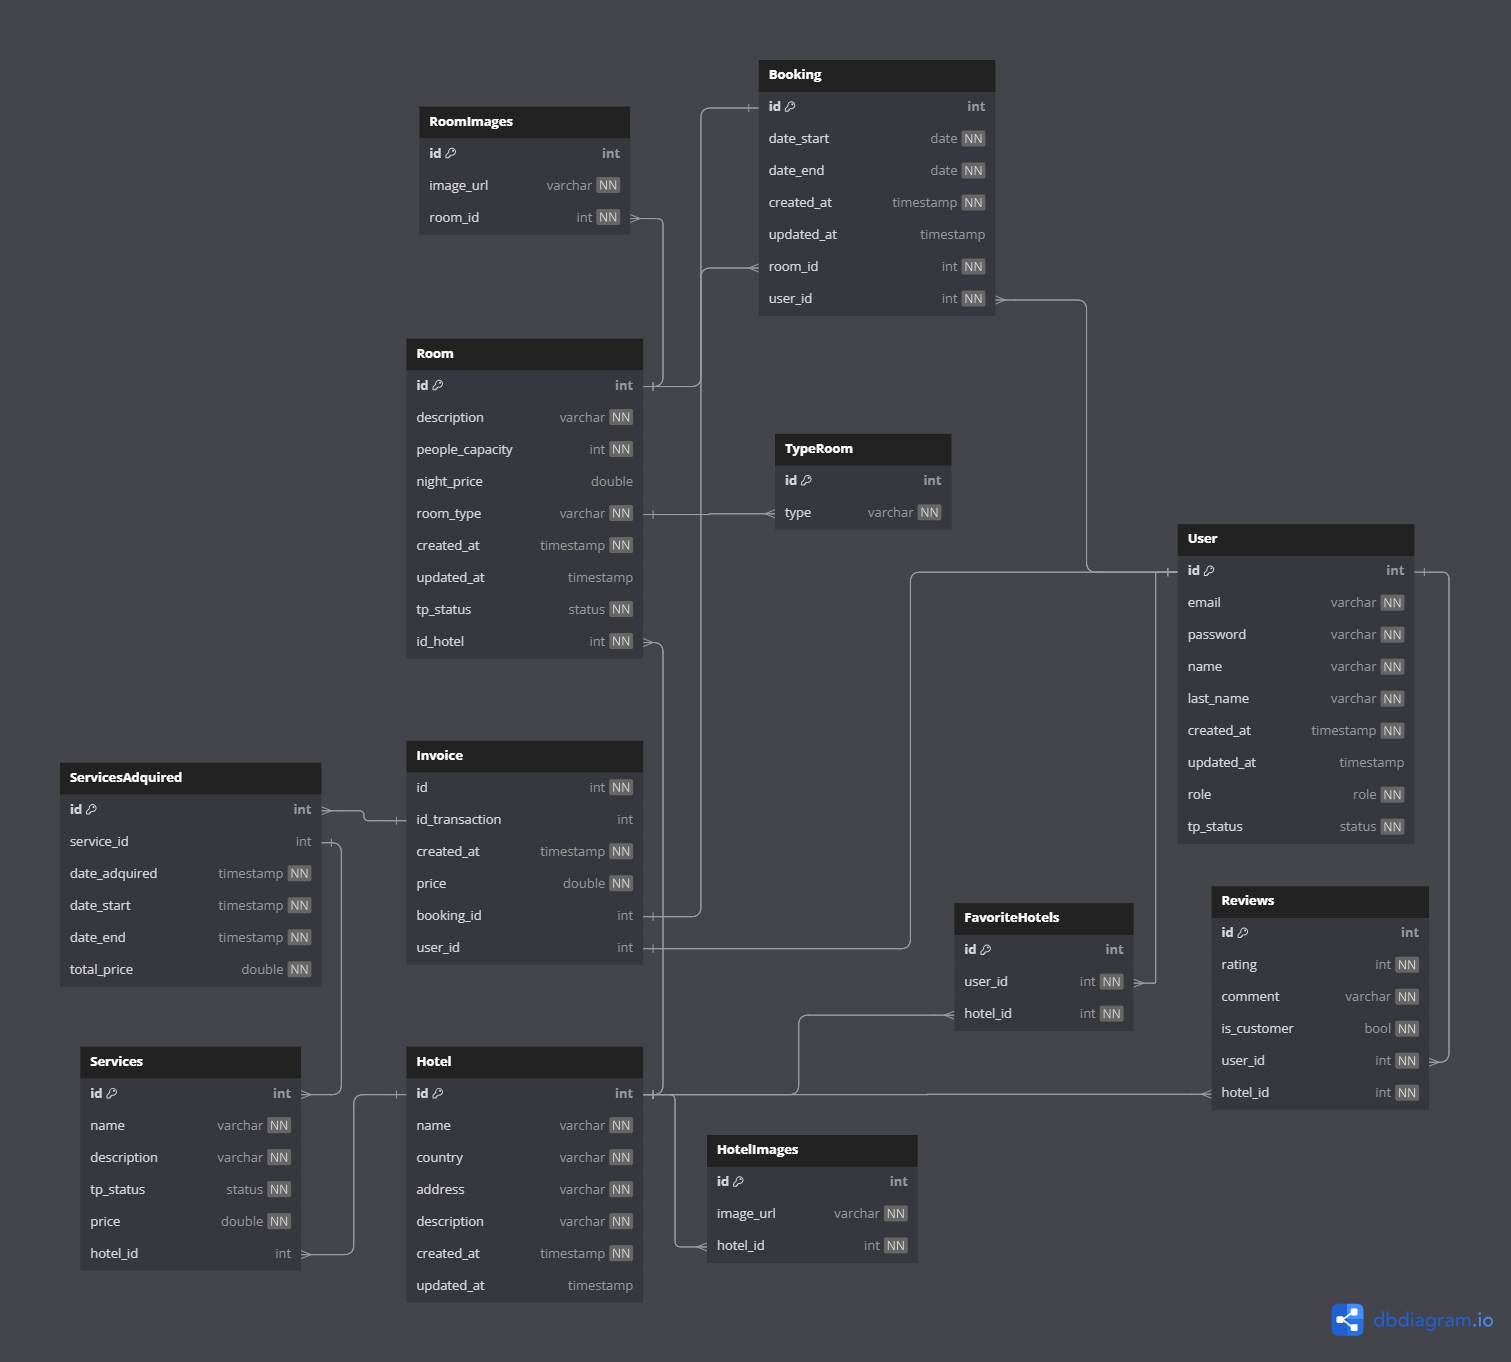 Booking
id int
date_start date NN
date_end date NN
created_at timestamp NN
updated_at timestamp
room_id int NN
user_id int NN
RoomImages
id int
image_url varchar NN
room_id int NN
Room
id int
description varchar NN
people_capacity int NN
night_price double
room_type varchar NN
created_at timestamp NN
updated_at timestamp
tp_status status NN
id_hotel int NN
TypeRoom
id int
type varchar NN
User
id int
email varchar NN
password varchar NN
name varchar NN
last_name varchar NN
created_at timestamp NN
updated_at timestamp
role role NN
tp_status status NN
Invoice
id int NN
id_transaction int
created_at timestamp NN
price double NN
booking_id int
user_id int
ServicesAdquired
id int
service_id int
date_adquired timestamp NN
date_start timestamp NN
date_end timestamp NN
total_price double NN
FavoriteHotels
id int
user_id int NN
hotel_id int NN
Reviews
id int
rating int NN
comment varchar NN
is_customer bool NN
user_id int NN
hotel_id int NN
Services
id int
name varchar NN
description varchar NN
tp_status status NN
price double NN
hotel_id int
Hotel
id int
name varchar NN
country varchar NN
address varchar NN
description varchar NN
created_at timestamp NN
updated_at timestamp
HotelImages
id int
image_url varchar NN
hotel_id int NN
dbdiagram.io